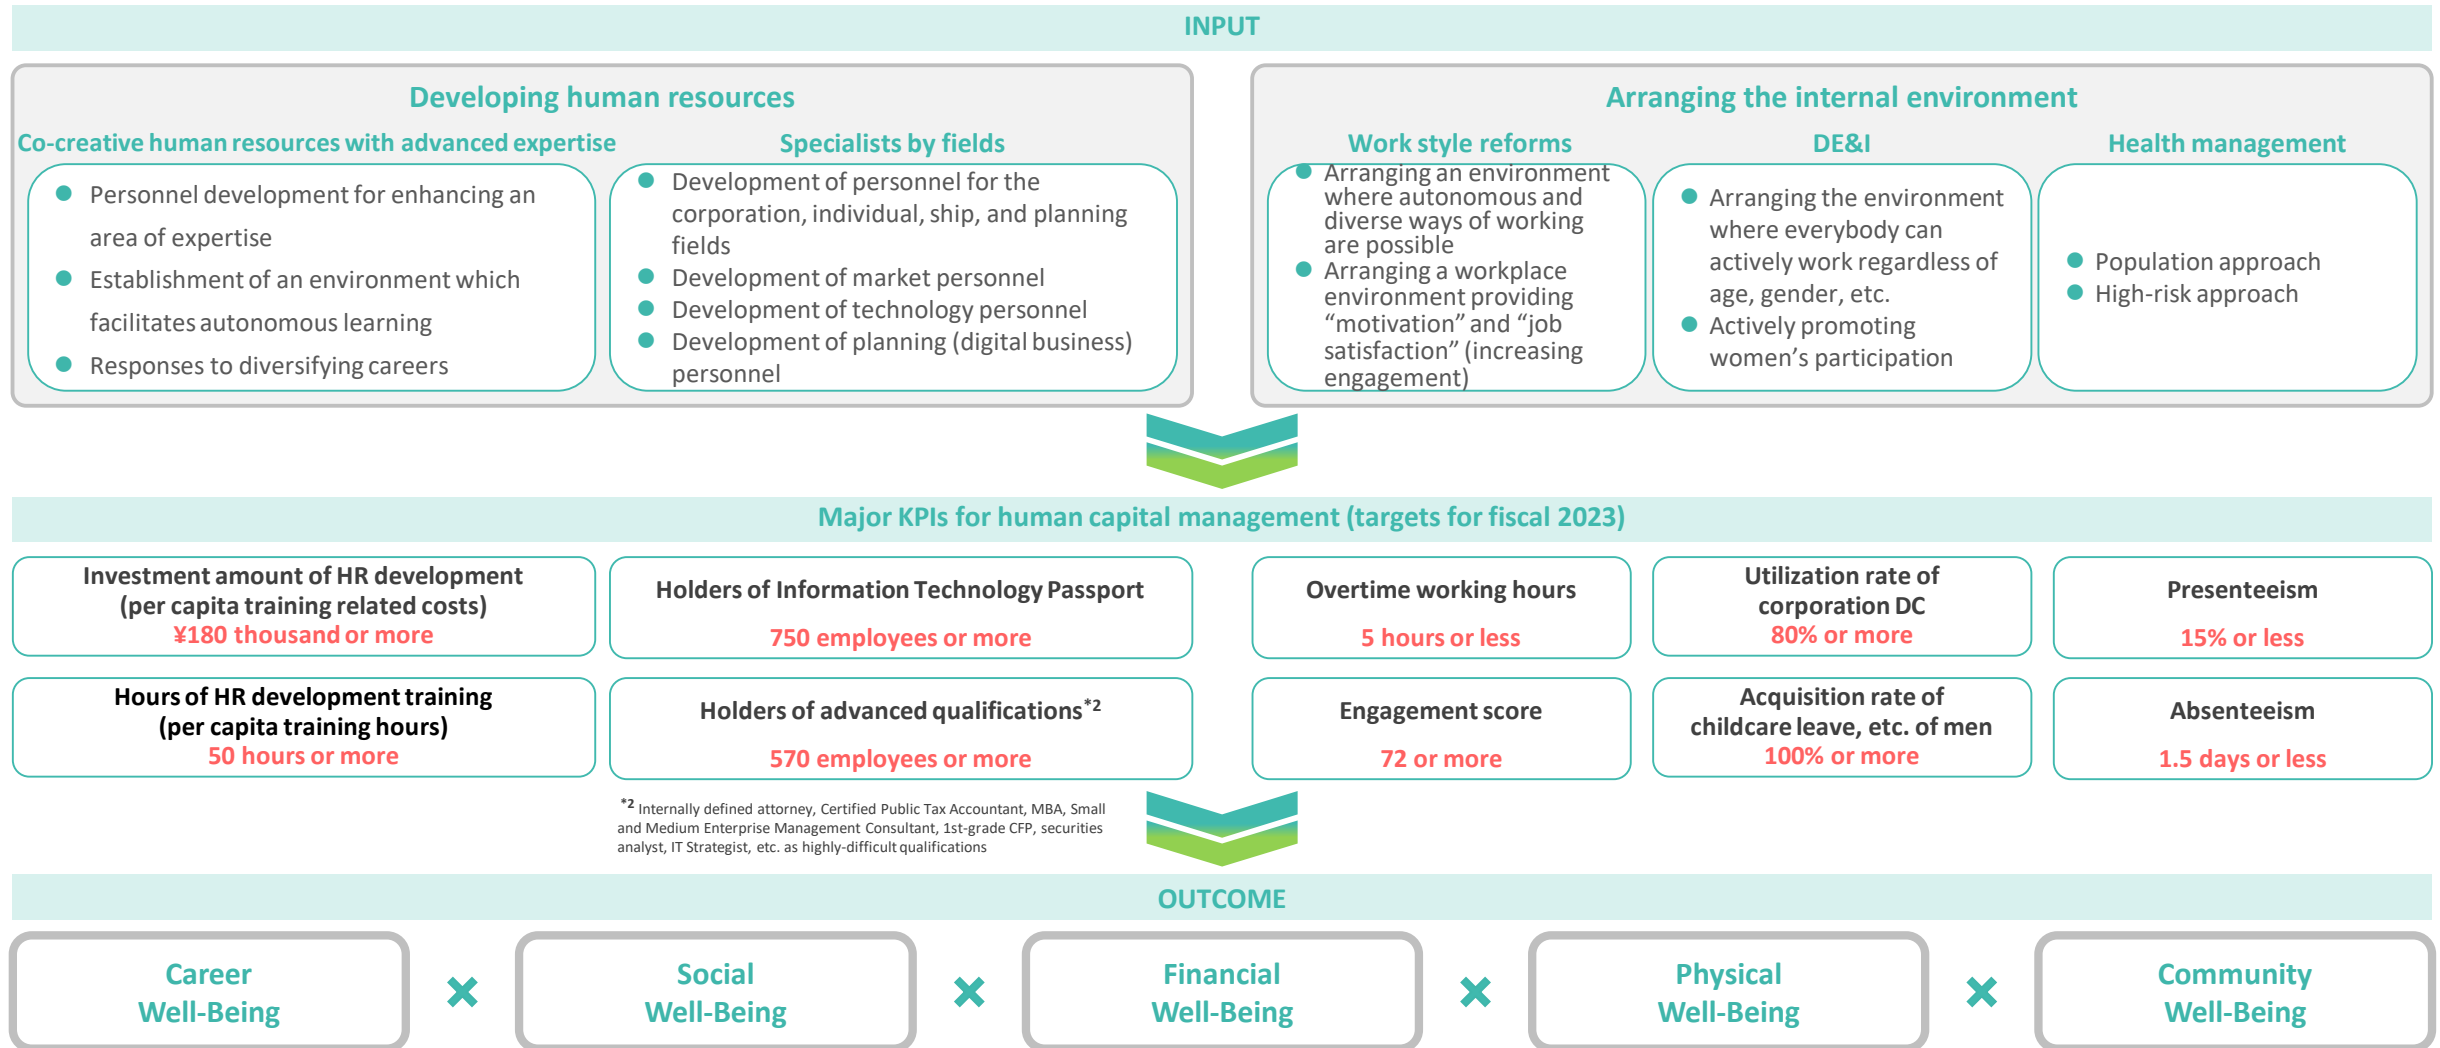 INPUT
Developing human resources
Co-creative human resources with advanced expertise
● Personnel development for enhancing an
area of expertise
● Establishment of an environment which
facilitates autonomous learning
● Responses to diversifying careers
Specialists by fields
● Development of personnel for the
corporation, individual, ship, and planning
fields
● Development of market personnel
● Development of technology personnel
● Development of planning (digital business)
personnel
Arranging the internal environment
Work style reforms
● Arranging an environment
where autonomous and
diverse ways of working
are possible
● Arranging a workplace
environment providing
“motivation” and “job
satisfaction” (increasing
engagement)
DE&I
● Arranging the environment
where everybody can
actively work regardless of
age, gender, etc.
● Actively promoting
women’s participation
Health management
● Population approach
● High-risk approach
Major KPIs for human capital management (targets for fiscal 2023)
Investment amount of HR development
(per capita training related costs)
¥180 thousand or more
Holders of Information Technology Passport
750 employees or more
Overtime working hours
5 hours or less
Utilization rate of
corporation DC
80% or more
Presenteeism
15% or less
Hours of HR development training
(per capita training hours)
50 hours or more
Holders of advanced qualifications*2
570 employees or more
Engagement score
72 or more
Acquisition rate of
childcare leave, etc. of men
100% or more
Absenteeism
1.5 days or less
*2 Internally defined attorney, Certified Public Tax Accountant, MBA, Small
and Medium Enterprise Management Consultant, 1st-grade CFP, securities
analyst, IT Strategist, etc. as highly-difficult qualifications
OUTCOME
Career
Well-Being
×
Social
Well-Being
×
Financial
Well-Being
×
Physical
Well-Being
×
Community
Well-Being